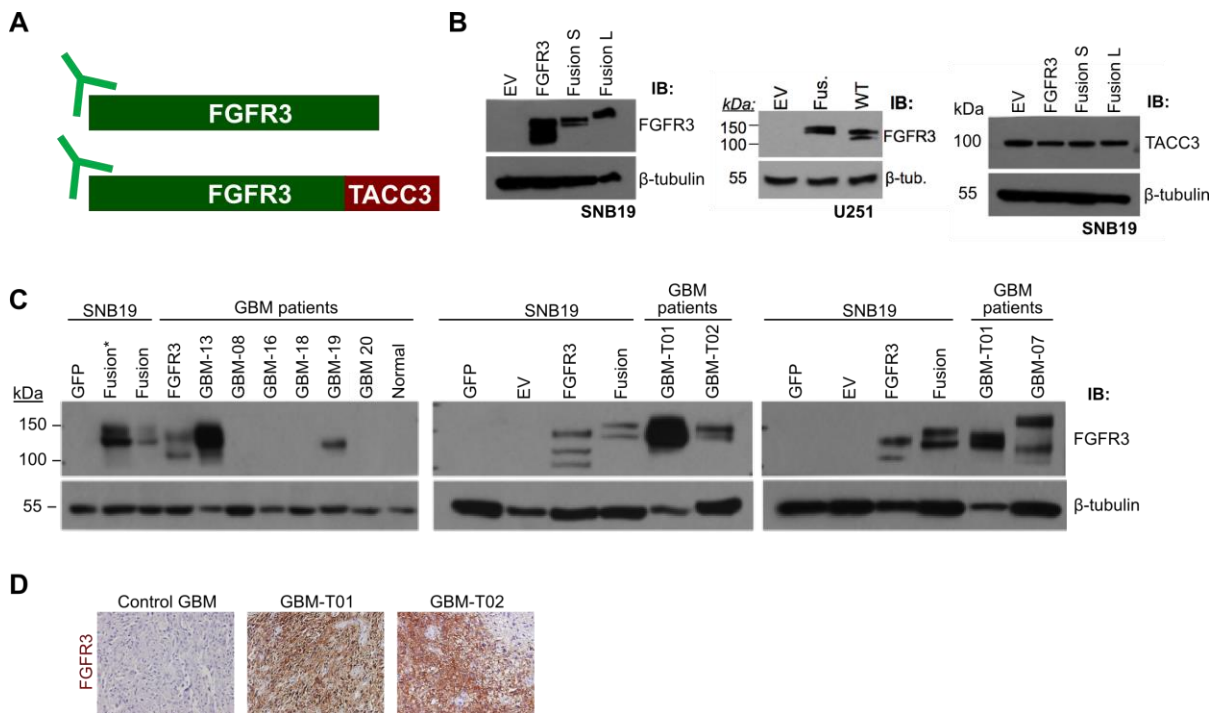 A
FGFR3
FGFR3 TACC3
B
EV FGFR3 Fusion S Fusion L IB:
FGFR3
β-tubulin
SNB19
kDa: EV Fus. WT IB:
150
100 FGFR3
55 β-tub.
U251
kDa EV FGFR3 Fusion S Fusion L IB:
100 TACC3
55 β-tubulin
SNB19
C
SNB19 GBM patients
GFP Fusion* Fusion FGFR3 GBM-13 GBM-08 GBM-16 GBM-18 GBM-19 GBM 20 Normal
kDa
150
100
55
SNB19 GBM patients
GFP EV FGFR3 Fusion GBM-T01 GBM-T02
SNB19 GBM patients
GFP EV FGFR3 Fusion GBM-T01 GBM-07
IB:
FGFR3
β-tubulin
D
Control GBM GBM-T01 GBM-T02
FGFR3